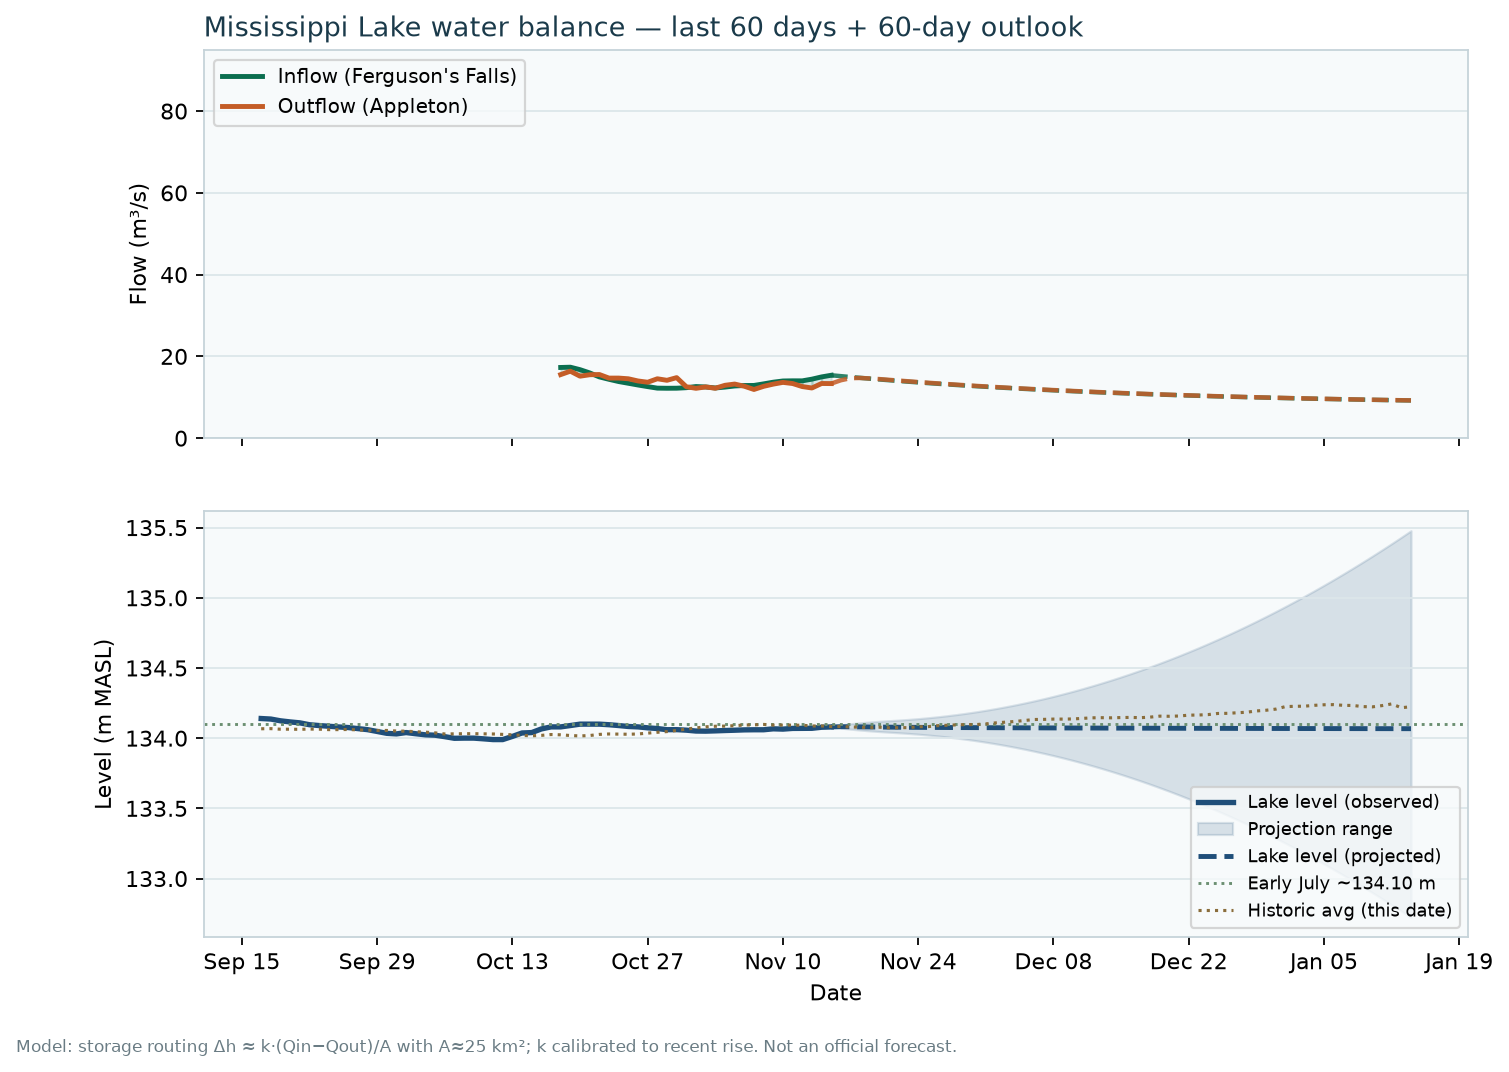 Mississippi Lake water balance — last 60 days + 60-day outlook
Inflow (Ferguson's Falls)
Outflow (Appleton)
80
60
40
20
0
Flow (m³/s)
135.5
135.0
134.5
134.0
133.5
133.0
Level (m MASL)
Lake level (observed)
Projection range
Lake level (projected)
Early July ~134.10 m
Historic avg (this date)
Sep 15 Sep 29 Oct 13 Oct 27 Nov 10 Nov 24 Dec 08 Dec 22 Jan 05 Jan 19
Date
Model: storage routing Δh ≈ k·(Qin−Qout)/A with A≈25 km²; k calibrated to recent rise. Not an official forecast.